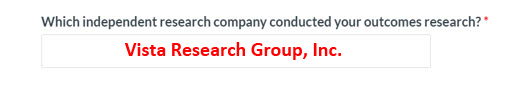 Which independent research company conducted your outcomes research? *
Vista Research Group, Inc.